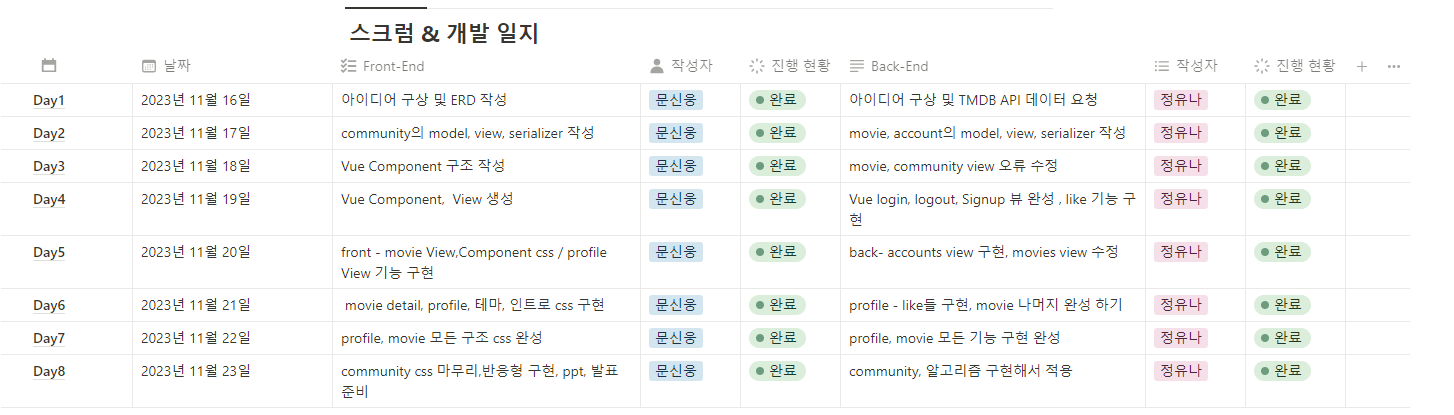 스크럼 & 개발 일지
날짜 Front-End 작성자 진행 현황 Back-End 작성자 진행 현황
Day1 2023년 11월 16일 아이디어 구상 및 ERD 작성 문신웅 완료 아이디어 구상 및 TMDB API 데이터 요청 정유나 완료
Day2 2023년 11월 17일 community의 model, view, serializer 작성 문신웅 완료 movie, account의 model, view, serializer 작성 정유나 완료
Day3 2023년 11월 18일 Vue Component 구조 작성 문신웅 완료 movie, community view 오류 수정 정유나 완료
Day4 2023년 11월 19일 Vue Component, View 생성 문신웅 완료 Vue login, logout, Signup 뷰 완성 , like 기능 구
현 정유나 완료
Day5 2023년 11월 20일 front - movie View,Component css / profile
View 기능 구현 문신웅 완료 back- accounts view 구현, movies view 수정 정유나 완료
Day6 2023년 11월 21일 movie detail, profile, 테마, 인트로 css 구현 문신웅 완료 profile - like들 구현, movie 나머지 완성 하기 정유나 완료
Day7 2023년 11월 22일 profile, movie 모든 구조 css 완성 문신웅 완료 profile, movie 모든 기능 구현 완성 정유나 완료
Day8 2023년 11월 23일 community css 마무리,반응형 구현, ppt, 발표
준비 문신웅 완료 community, 알고리즘 구현해서 적용 정유나 완료